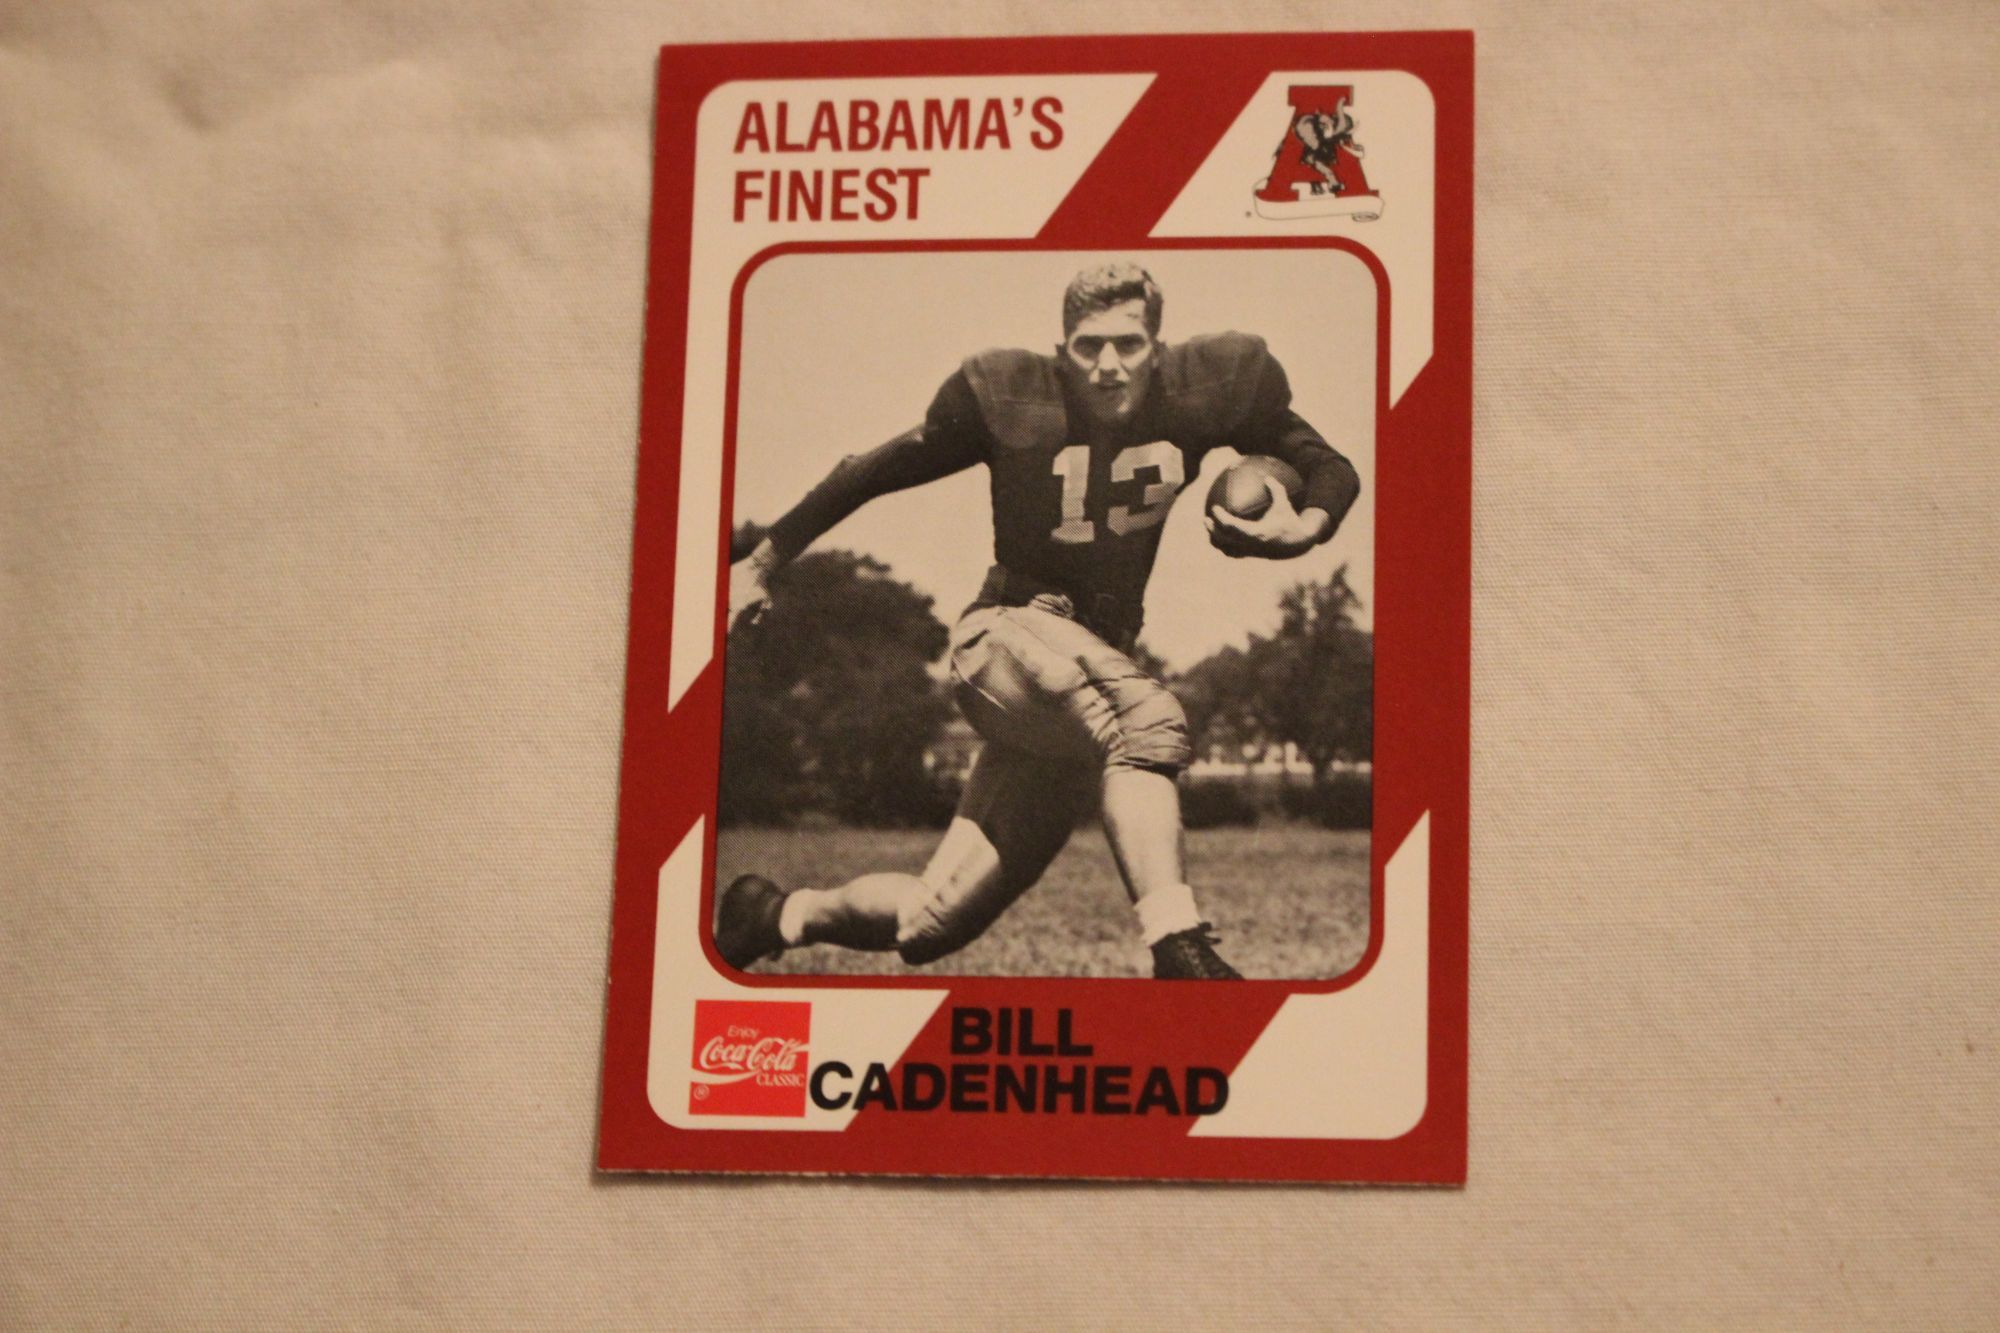 ALABAMA'S
FINEST
13
Enjoy
Coca-Cola
CLASSIC
®
BILL
CADENHEAD